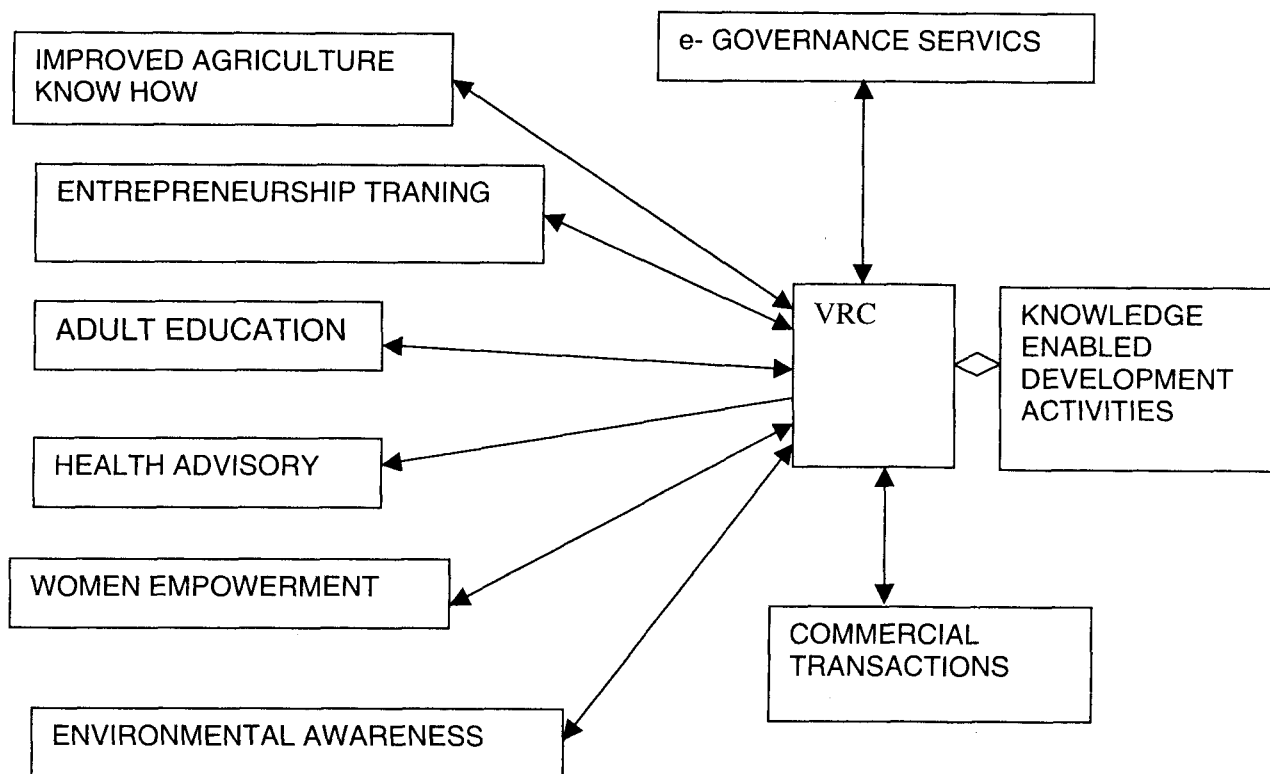 IMPROVED AGRICULTURE
KNOW HOW
e- GOVERNANCE SERVICS
ENTREPRENEURSHIP TRANING
ADULT EDUCATION
VRC
KNOWLEDGE
ENABLED
DEVELOPMENT
ACTIVITIES
HEALTH ADVISORY
WOMEN EMPOWERMENT
COMMERCIAL
TRANSACTIONS
ENVIRONMENTAL AWARENESS